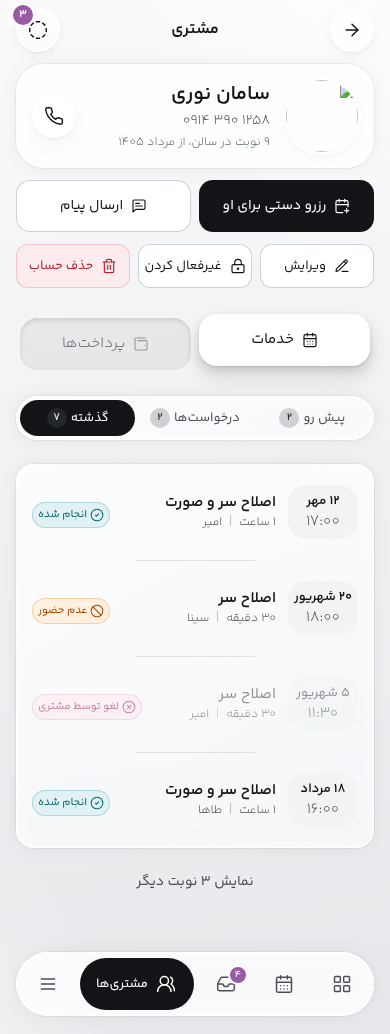 مشتری
۳
سامان نوری
۰۹۱۴ ۳۹۰ ۱۲۵۸
۹ نوبت در سالن، از مرداد ۱۴۰۵
رزرو دستی برای او
ارسال پیام
ویرایش
غیرفعال کردن
حذف حساب
خدمات
پرداخت‌ها
پیش رو ۲
درخواست‌ها ۲
گذشته ۷
۱۲ مهر
۱۷:۰۰
اصلاح سر و صورت
۱ ساعت | امیر
انجام شده
۲۰ شهریور
۱۸:۰۰
اصلاح سر
۳۰ دقیقه | سینا
عدم حضور
۵ شهریور
۱۱:۳۰
اصلاح سر
۳۰ دقیقه | امیر
لغو توسط مشتری
۱۸ مرداد
۱۶:۰۰
اصلاح سر و صورت
۱ ساعت | طاها
انجام شده
نمایش ۳ نوبت دیگر
۴
مشتری‌ها